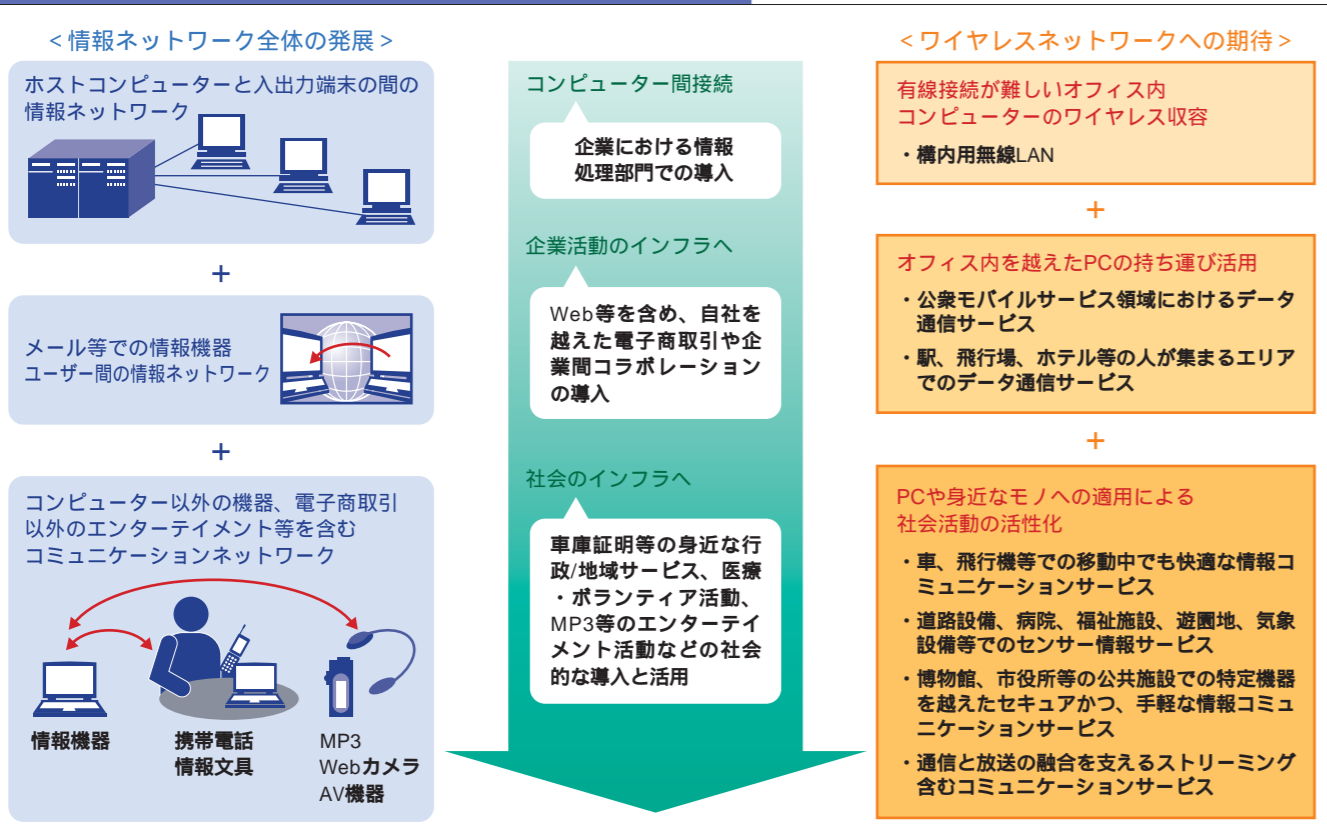 <情報ネットワーク全体の発展>
ホストコンピューターと入出力端末の間の
情報ネットワーク
+
メール等での情報機器
ユーザー間の情報ネットワーク
+
コンピューター以外の機器、電子商取引
以外のエンターテイメント等を含む
コミュニケーションネットワーク
情報機器
携帯電話
情報文具
MP3
Webカメラ
AV機器
コンピューター間接続
企業における情報
処理部門での導入
企業活動のインフラへ
Web等を含め、自社を
越えた電子商取引や企
業間コラボレーション
の導入
社会のインフラへ
車庫証明等の身近な行
政/地域サービス、医療
・ボランティア活動、
MP3等のエンターテイ
メント活動などの社会
的な導入と活用
<ワイヤレスネットワークへの期待>
有線接続が難しいオフィス内
コンピューターのワイヤレス収容
・構内用無線LAN
+
オフィス内を越えたPCの持ち運び活用
・公衆モバイルサービス領域におけるデータ
通信サービス
・駅、飛行場、ホテル等の人が集まるエリア
でのデータ通信サービス
+
PCや身近なモノへの適用による
社会活動の活性化
・車、飛行機等での移動中でも快適な情報コ
ミュニケーションサービス
・道路設備、病院、福祉施設、遊園地、気象
設備等でのセンサー情報サービス
・博物館、市役所等の公共施設での特定機器
を越えたセキュアかつ、手軽な情報コミュ
ニケーションサービス
・通信と放送の融合を支えるストリーミング
含むコミュニケーションサービス